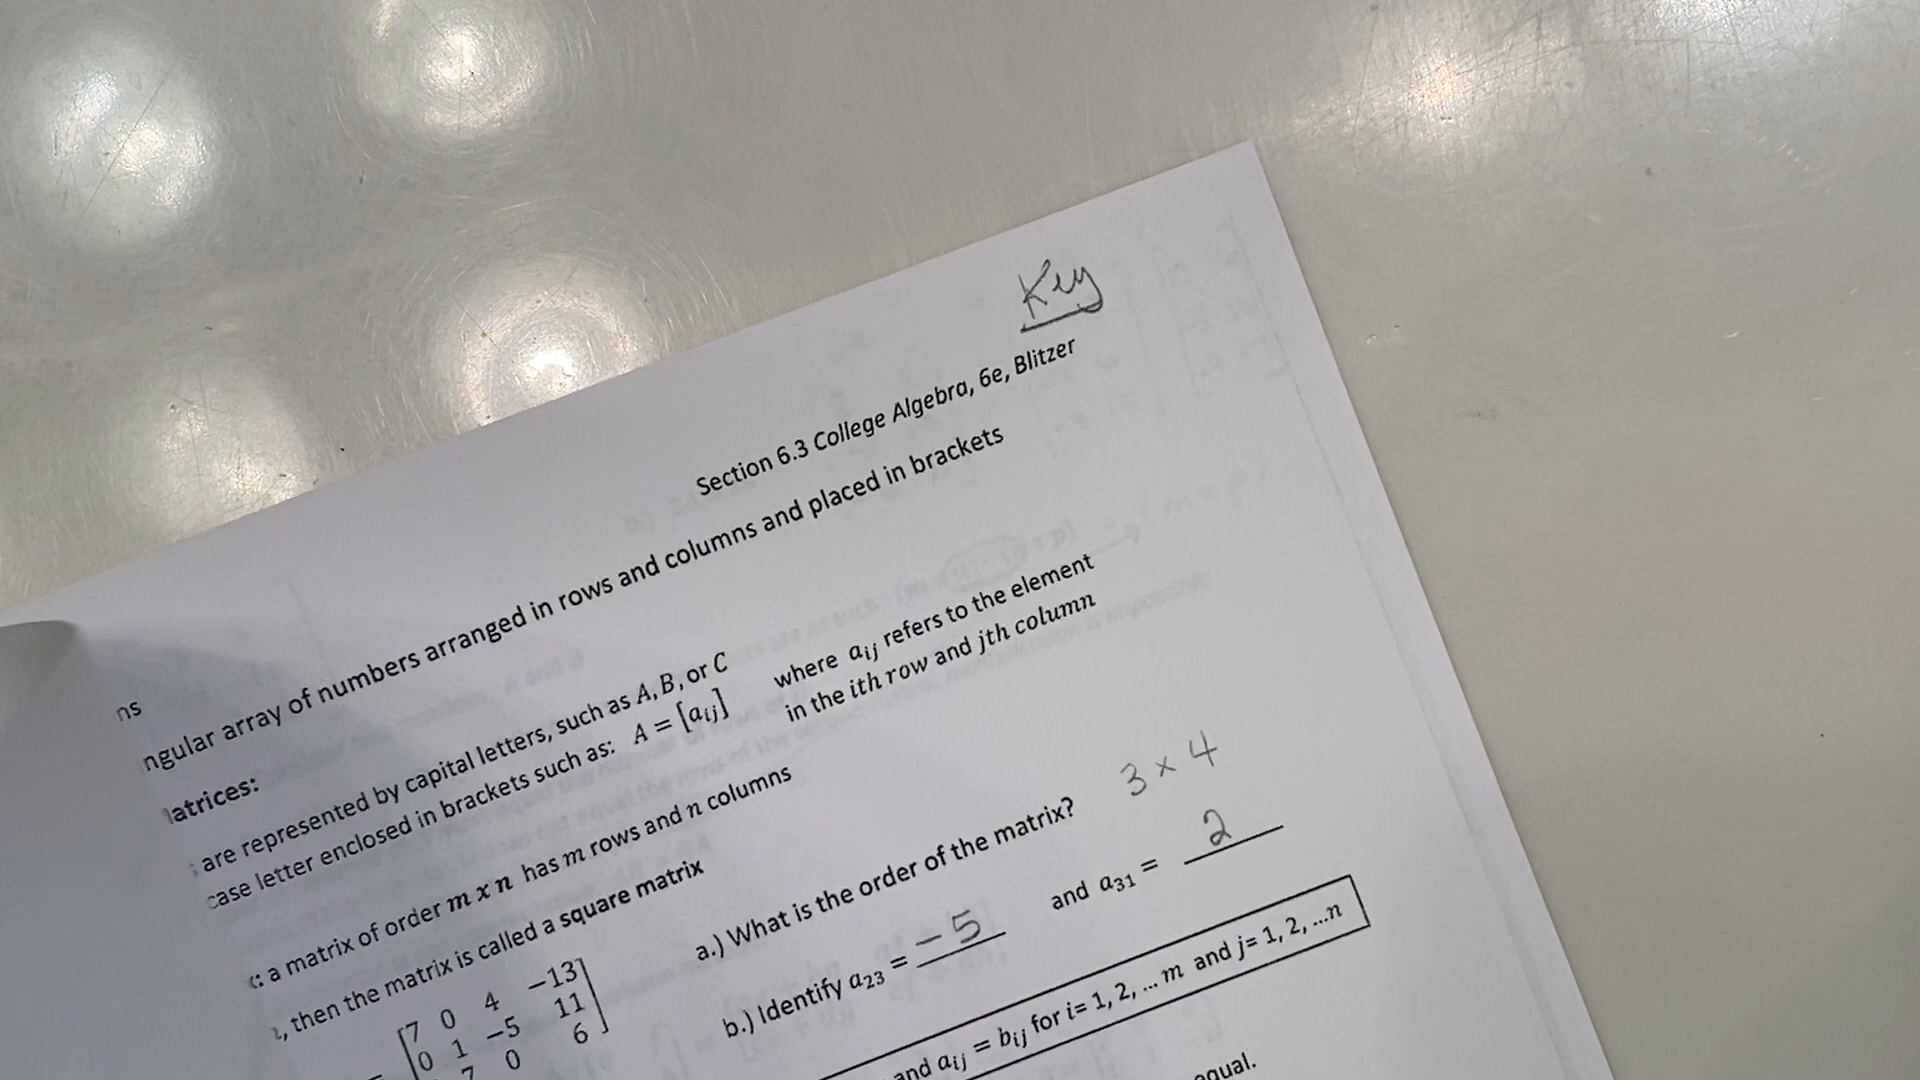 Key
Section 6.3 College Algebra, 6e, Blitzer
ngular array of numbers arranged in rows and columns and placed in brackets
atrices:
are represented by capital letters, such as A, B, or C
case letter enclosed in brackets such as: A = [aij] where aij refers to the element
in the ith row and jth column
a matrix of order m x n has m rows and n columns
, then the matrix is called a square matrix
a.) What is the order of the matrix? 3 × 4
b.) Identify a23 = -5 and a31 = 2
7 0 4 −13
0 1 −5 11
7 0 6
and aij = bij for i= 1, 2, ... m and j= 1, 2, ...n